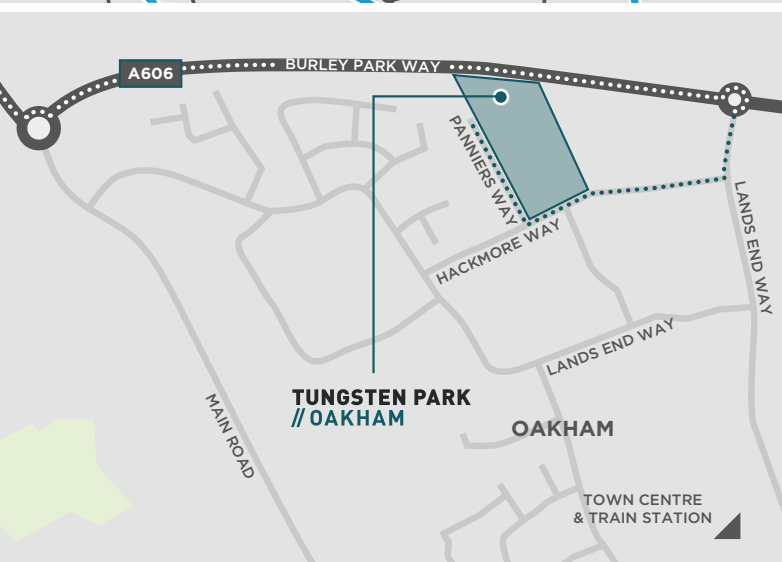 BURLEY PARK WAY
A606
PANNIERS WAY
HACKMORE WAY
LANDS END WAY
LANDS END WAY
TUNGSTEN PARK
// OAKHAM
MAIN ROAD
OAKHAM
TOWN CENTRE
& TRAIN STATION